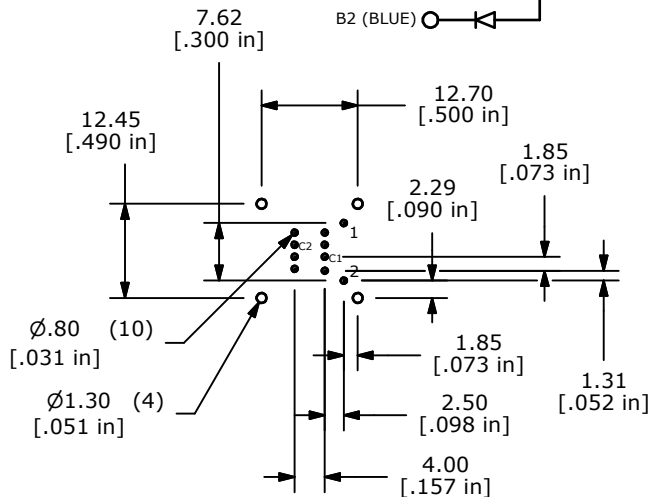 7.62
[.300 in]
B2 (BLUE)
12.70
[.500 in]
12.45
[.490 in]
1.85
[.073 in]
2.29
[.090 in]
1
C2
C1
2
Ø.80 (10)
[.031 in]
1.85
[.073 in]
1.31
[.052 in]
Ø1.30 (4)
[.051 in]
2.50
[.098 in]
4.00
[.157 in]